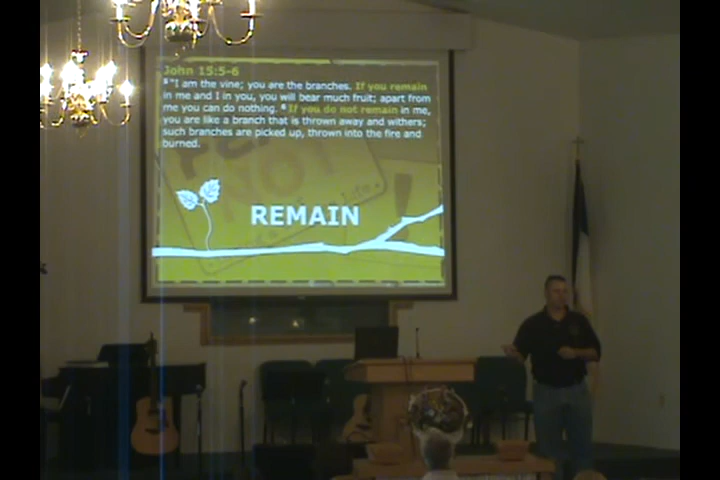 John 15:5-6
5 "I am the vine; you are the branches. If you remain
in me and I in you, you will bear much fruit; apart from
me you can do nothing. 6 If you do not remain in me,
you are like a branch that is thrown away and withers;
such branches are picked up, thrown into the fire and
burned.
NOT
REMAIN